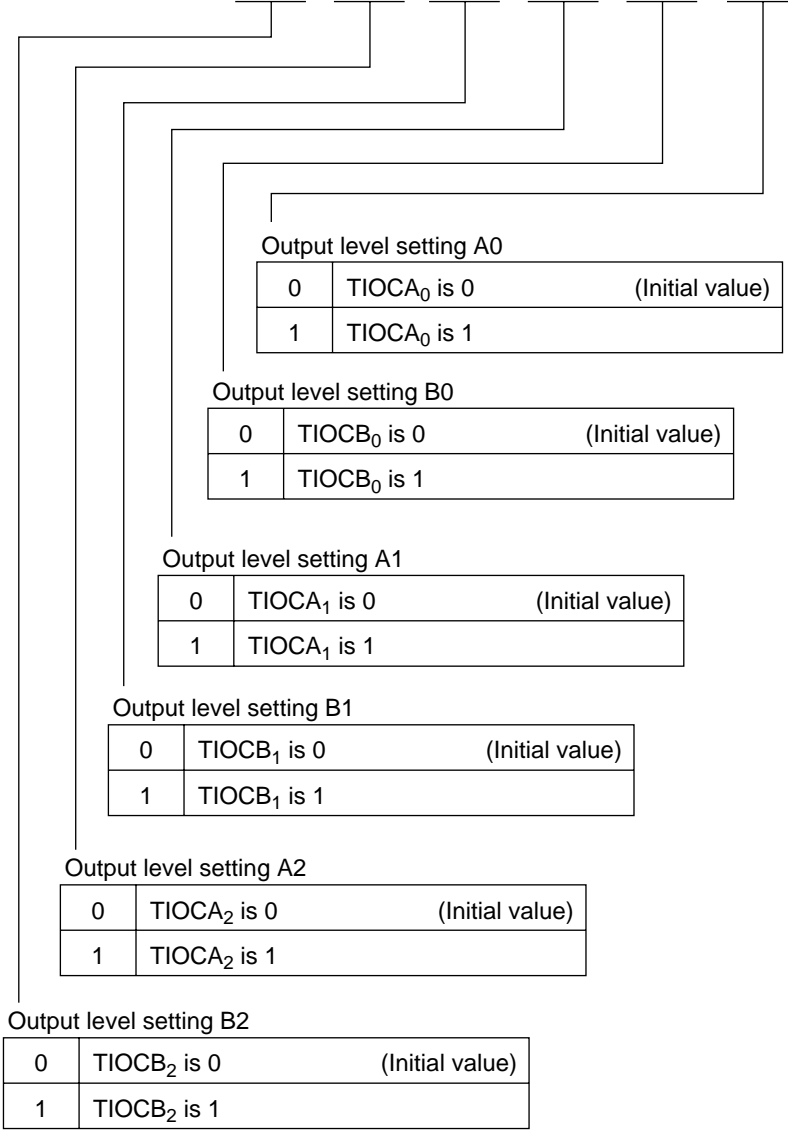 Output level setting A0
0 TIOCA₀ is 0 (Initial value)
1 TIOCA₀ is 1
Output level setting B0
0 TIOCB₀ is 0 (Initial value)
1 TIOCB₀ is 1
Output level setting A1
0 TIOCA₁ is 0 (Initial value)
1 TIOCA₁ is 1
Output level setting B1
0 TIOCB₁ is 0 (Initial value)
1 TIOCB₁ is 1
Output level setting A2
0 TIOCA₂ is 0 (Initial value)
1 TIOCA₂ is 1
Output level setting B2
0 TIOCB₂ is 0 (Initial value)
1 TIOCB₂ is 1